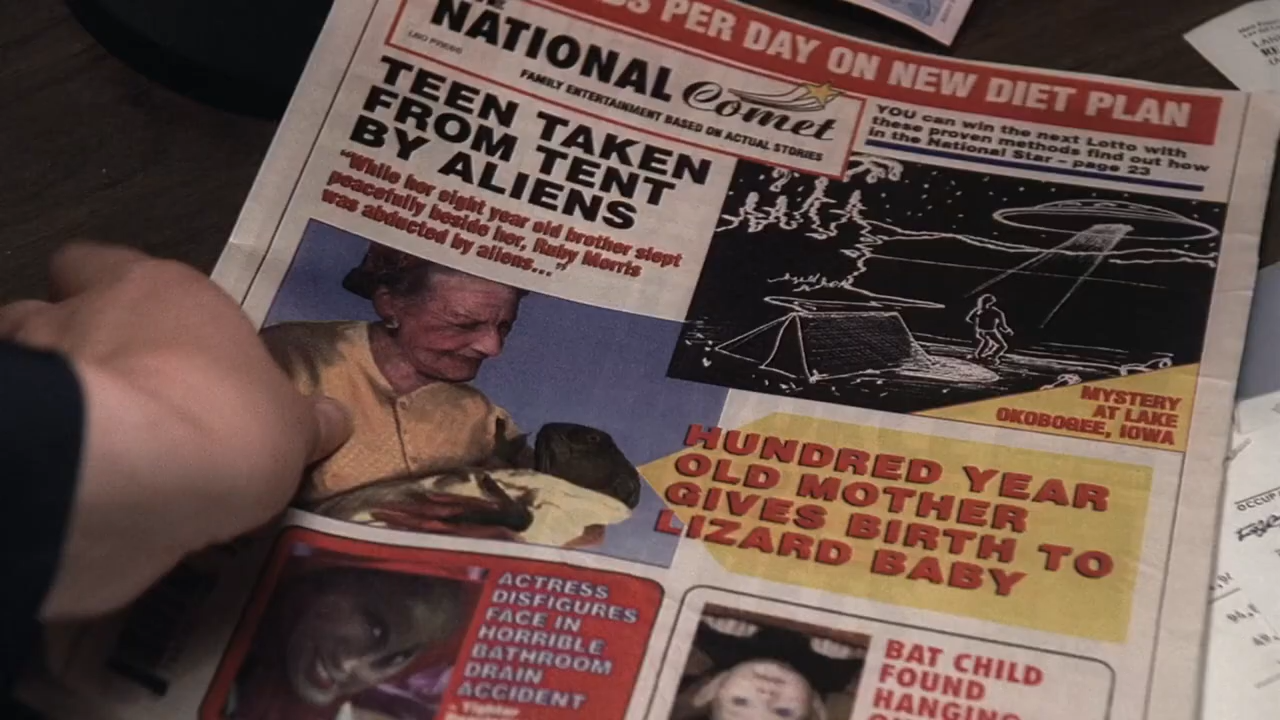 PER DAY ON NEW DIET PLAN
NATIONAL Comet
FAMILY ENTERTAINMENT BASED ON ACTUAL STORIES
YOU can win the next Lotto with
these proven methods find out how
in the National Star - page 23
TEEN TAKEN
FROM TENT
BY ALIENS
"While her eight year old brother slept
peacefully beside her, Ruby Morris
was abducted by aliens..."
MYSTERY
AT LAKE
OKOBOGEE, IOWA
HUNDRED YEAR
OLD MOTHER
GIVES BIRTH TO
LIZARD BABY
ACTRESS
DISFIGURES
FACE IN
HORRIBLE
BATHROOM
DRAIN
ACCIDENT
BAT CHILD
FOUND
HANGING